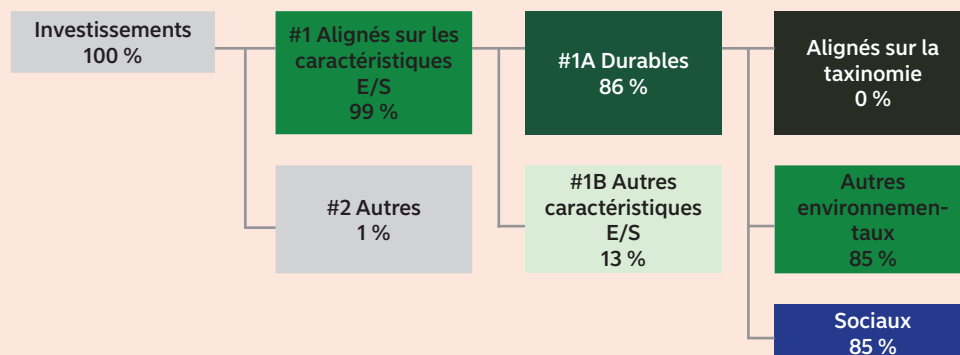 Investissements
100 %
#1 Alignés sur les
caractéristiques
E/S
99 %
#1A Durables
86 %
Alignés sur la
taxinomie
0 %
#2 Autres
1 %
#1B Autres
caractéristiques
E/S
13 %
Autres
environnemen-
taux
85 %
Sociaux
85 %